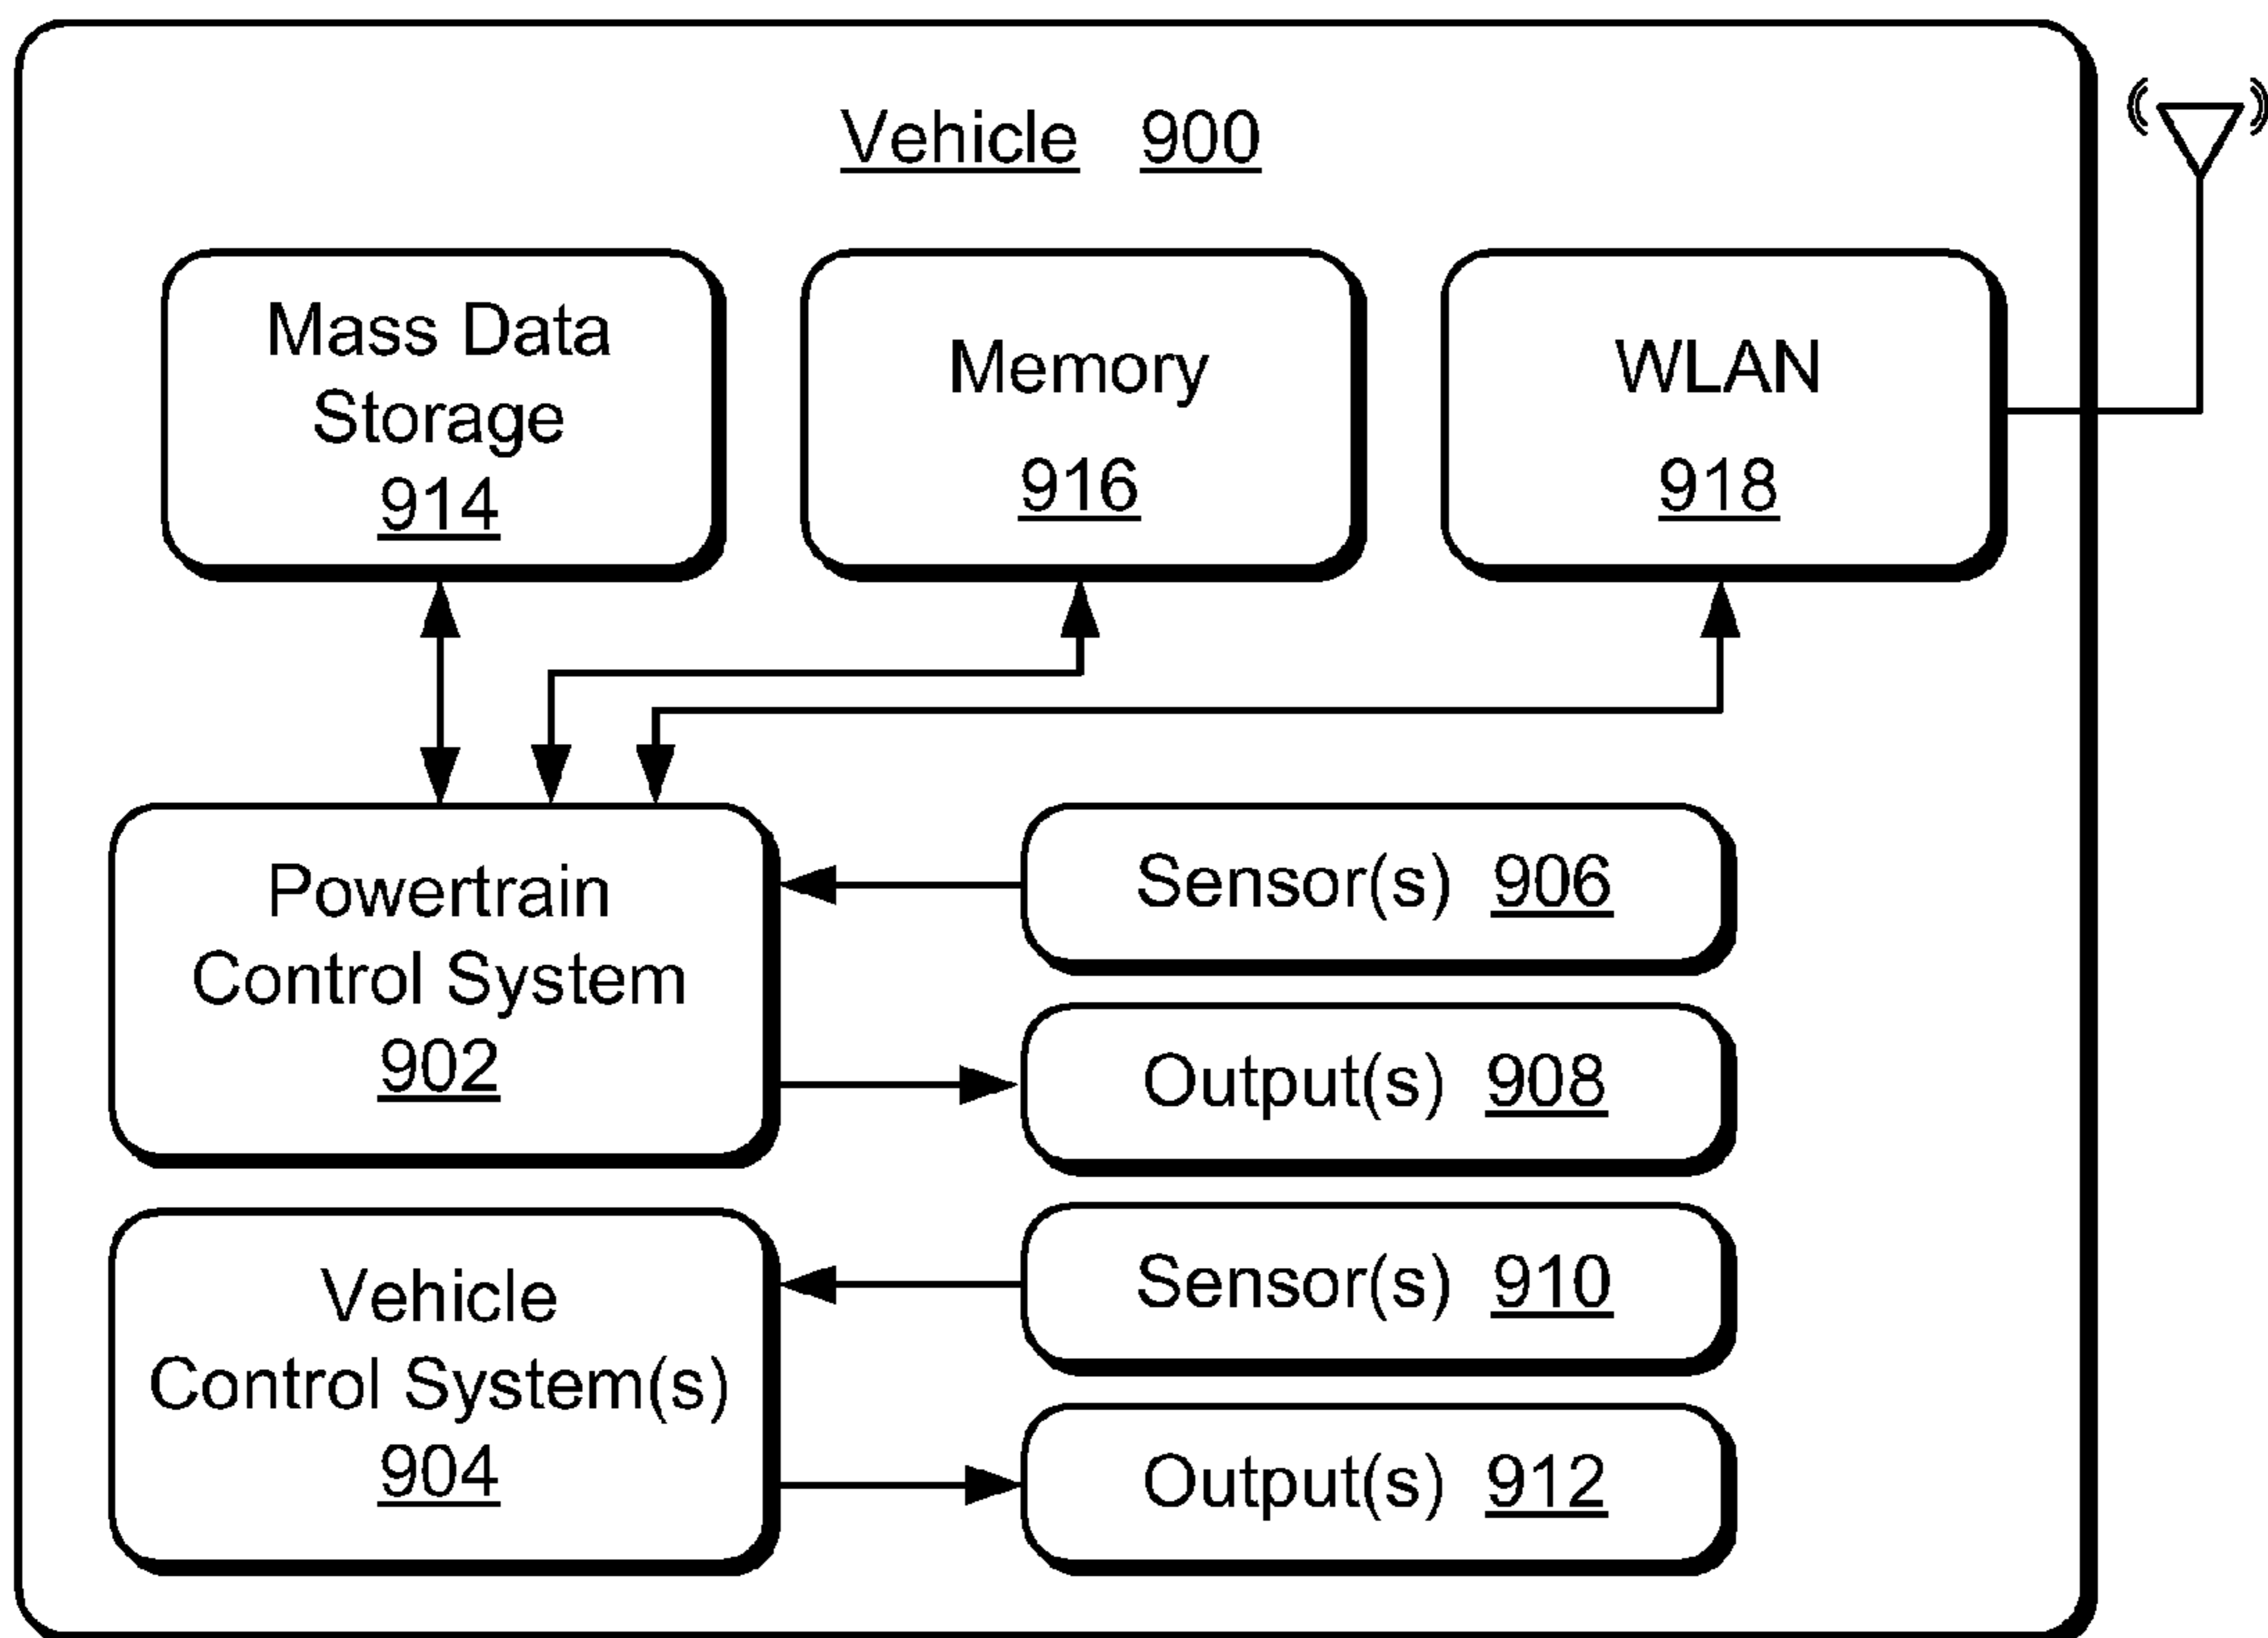 Vehicle 900
Mass Data
Storage
914
Memory
916
WLAN
918
Powertrain
Control System
902
Sensor(s) 906
Output(s) 908
Vehicle
Control System(s)
904
Sensor(s) 910
Output(s) 912